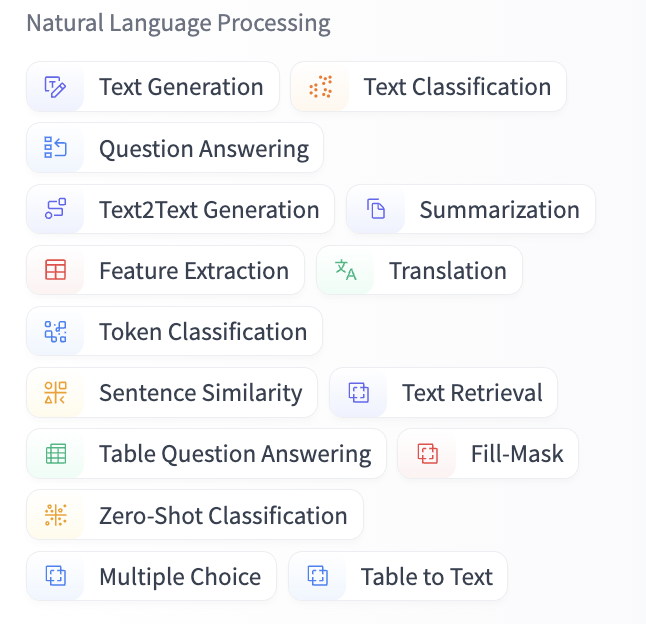 Natural Language Processing
Text Generation
Text Classification
Question Answering
Text2Text Generation
Summarization
Feature Extraction
Translation
Token Classification
Sentence Similarity
Text Retrieval
Table Question Answering
Fill-Mask
Zero-Shot Classification
Multiple Choice
Table to Text